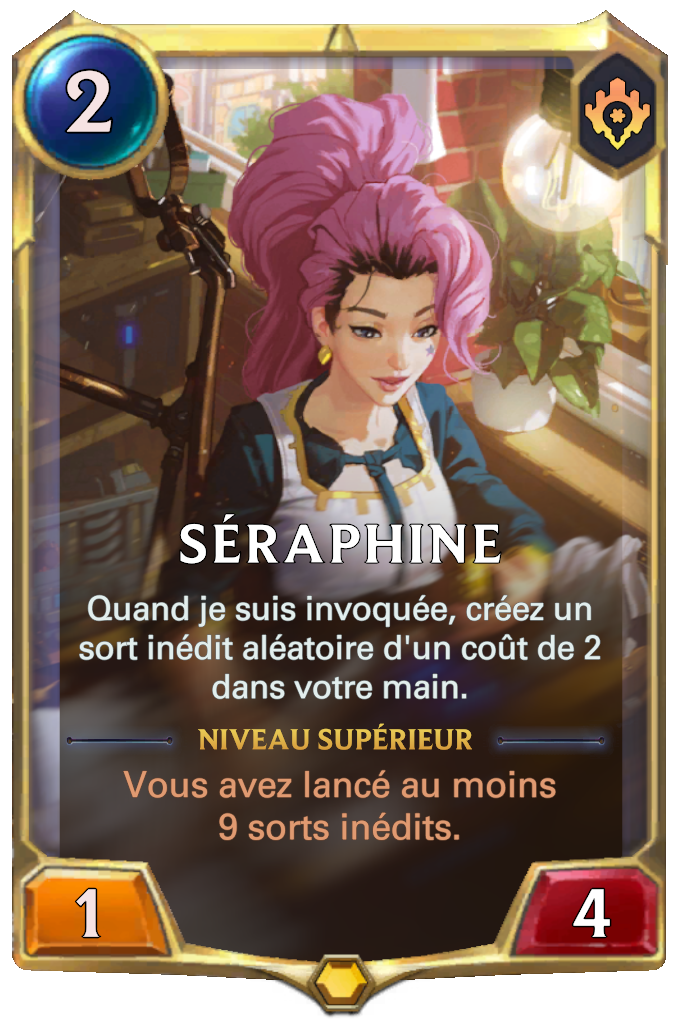 2
SÉRAPHINE
Quand je suis invoquée, créez un
sort inédit aléatoire d'un coût de 2
dans votre main.
NIVEAU SUPÉRIEUR
Vous avez lancé au moins
9 sorts inédits.
1
4